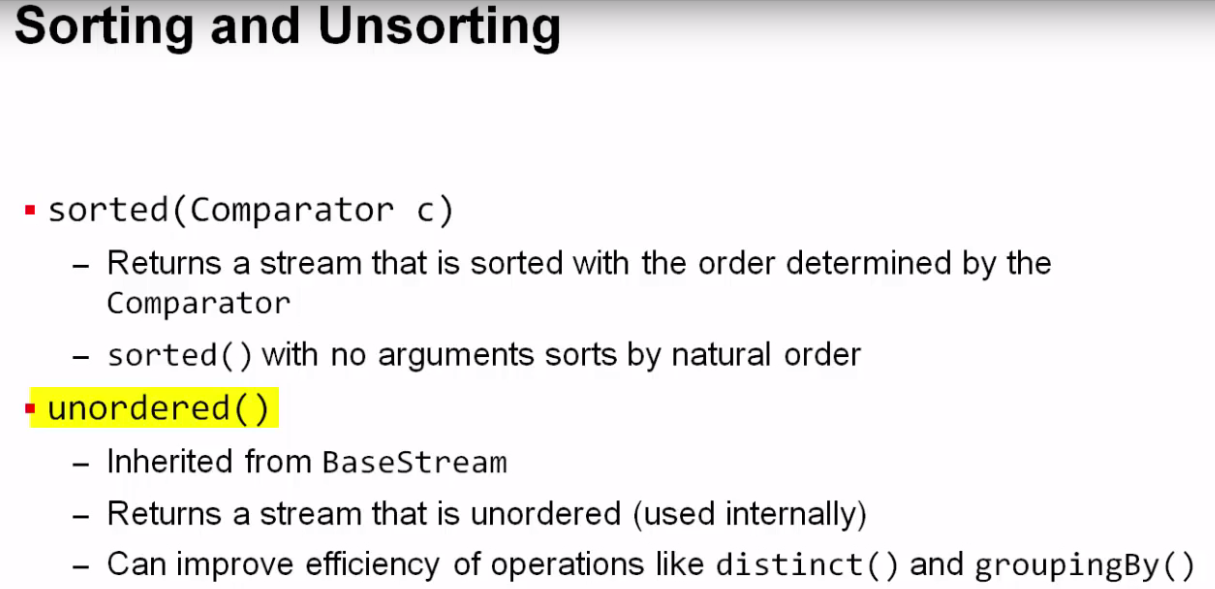 Sorting and Unsorting
▪ sorted(Comparator c)
– Returns a stream that is sorted with the order determined by the
Comparator
– sorted() with no arguments sorts by natural order
▪ unordered()
– Inherited from BaseStream
– Returns a stream that is unordered (used internally)
– Can improve efficiency of operations like distinct() and groupingBy()